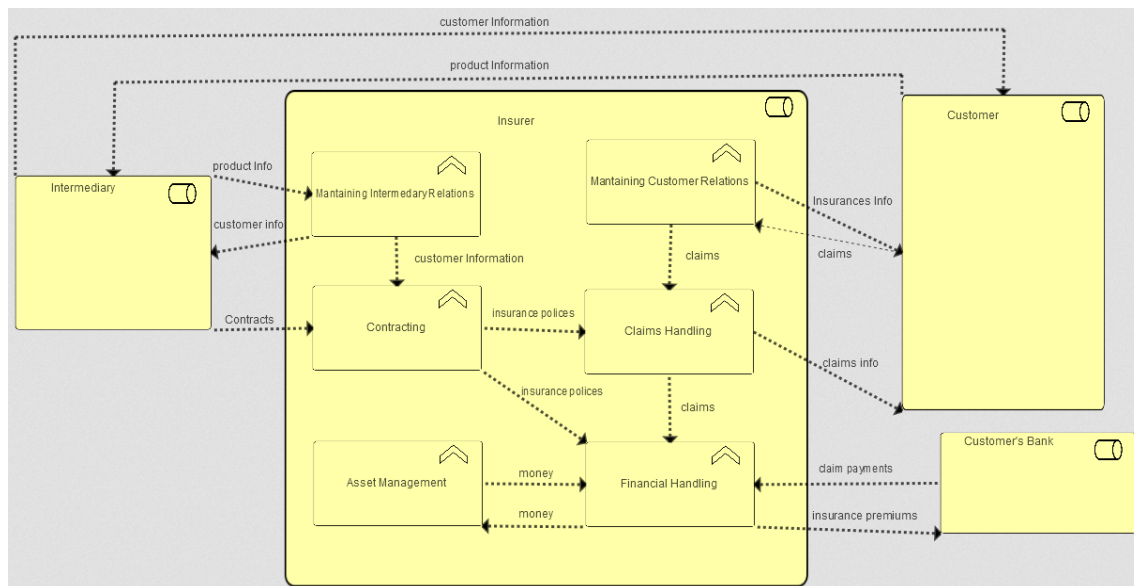 customer Information
product Information
Insurer
Customer
Intermediary
product Info
Mantaining Intermedary Relations
Mantaining Customer Relations
Insurances Info
customer info
claims
customer Information
claims
Contracts
Contracting
insurance polices
Claims Handling
claims info
insurance polices
claims
Customer's Bank
Asset Management
money
Financial Handling
claim payments
money
insurance premiums